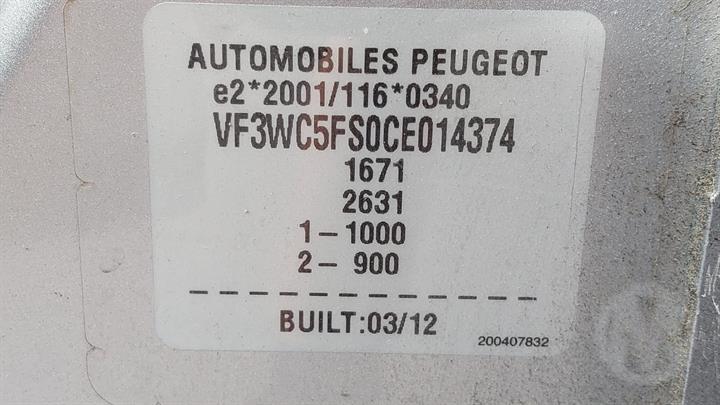 AUTOMOBILES PEUGEOT
e2*2001/116*0340
VF3WC5FS0CE014374
1671
2631
1- 1000
2- 900
BUILT:03/12
200407832